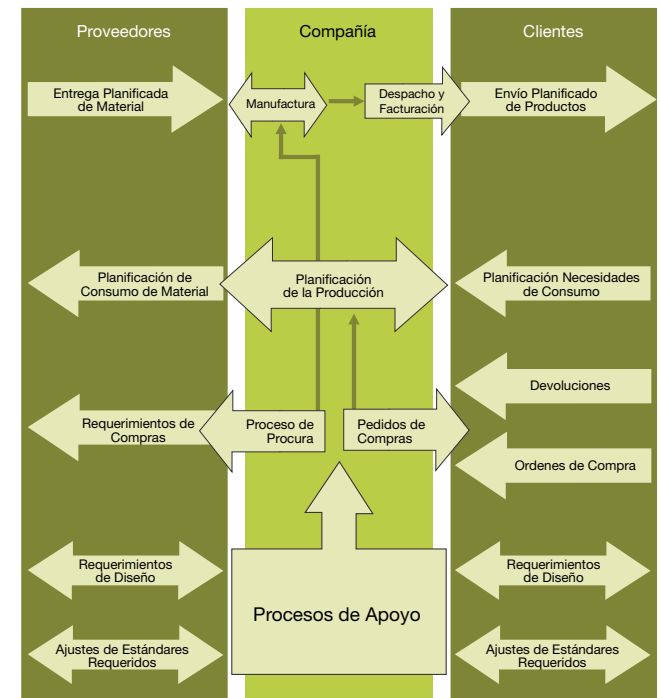 Proveedores
Compañía
Clientes
Entrega Planificada
de Material
Manufactura
Despacho y
Facturación
Envío Planificado
de Productos
Planificación de
Consumo de Material
Planificación
de la Producción
Planificación Necesidades
de Consumo
Devoluciones
Requerimientos de
Compras
Proceso de
Procura
Pedidos de
Compras
Ordenes de Compra
Requerimientos
de Diseño
Procesos de Apoyo
Requerimientos
de Diseño
Ajustes de Estándares
Requeridos
Ajustes de Estándares
Requeridos